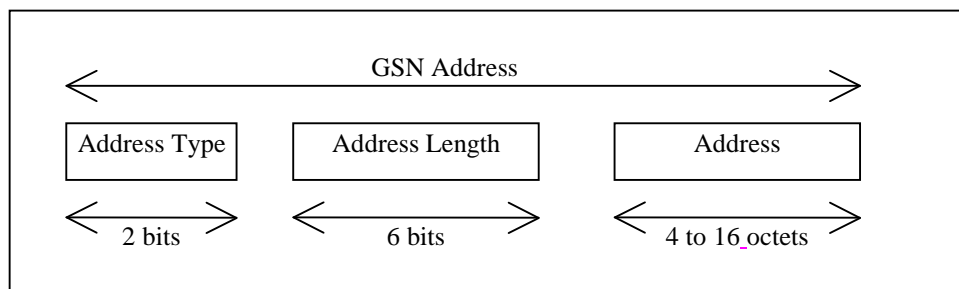 GSN Address
Address Type Address Length Address
2 bits 6 bits 4 to 16 octets